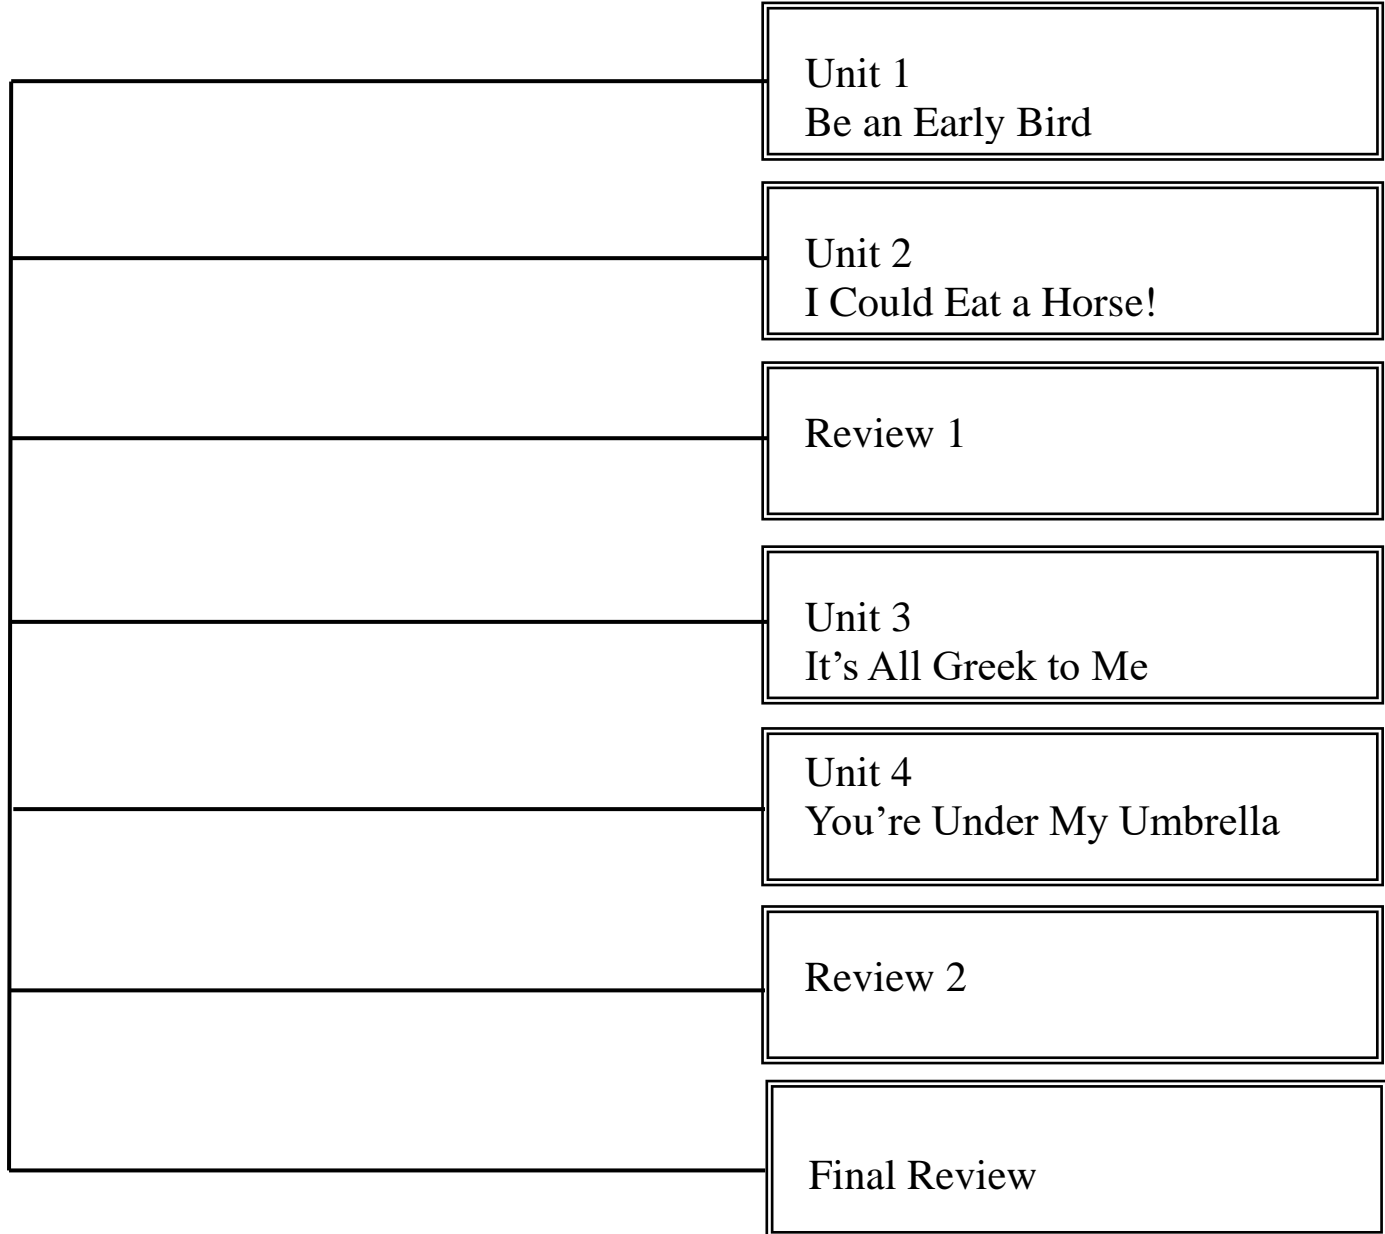 Unit 1
Be an Early Bird
Unit 2
I Could Eat a Horse!
Review 1
Unit 3
It’s All Greek to Me
Unit 4
You’re Under My Umbrella
Review 2
Final Review